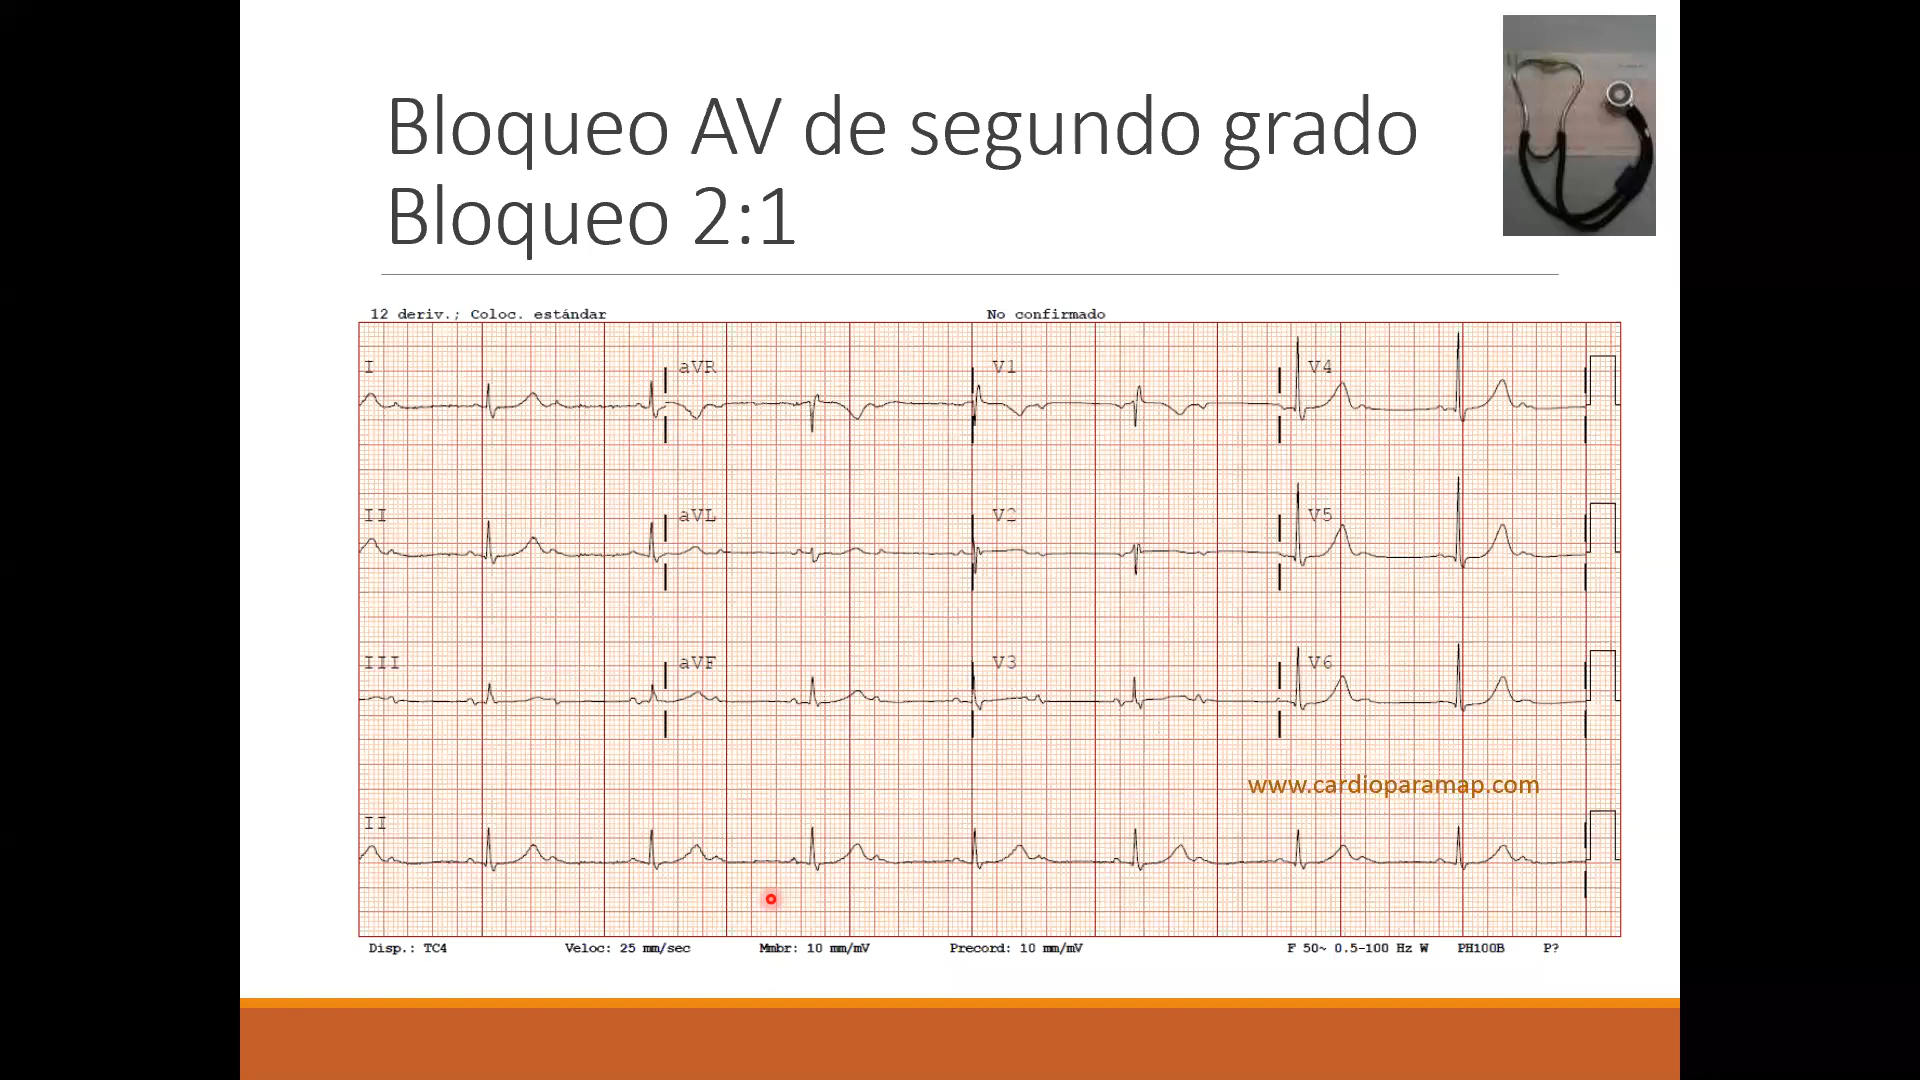 Bloqueo AV de segundo grado
Bloqueo 2:1
12 deriv.; Coloc. estándar No confirmado
I aVR V1 V4
II aVL V2 V5
III aVF V3 V6
www.cardioparamap.com
II
Disp.: TC4 Veloc: 25 mm/sec Mmbr: 10 mm/mV Precord: 10 mm/mV F 50~ 0.5-100 Hz W PH100B P?